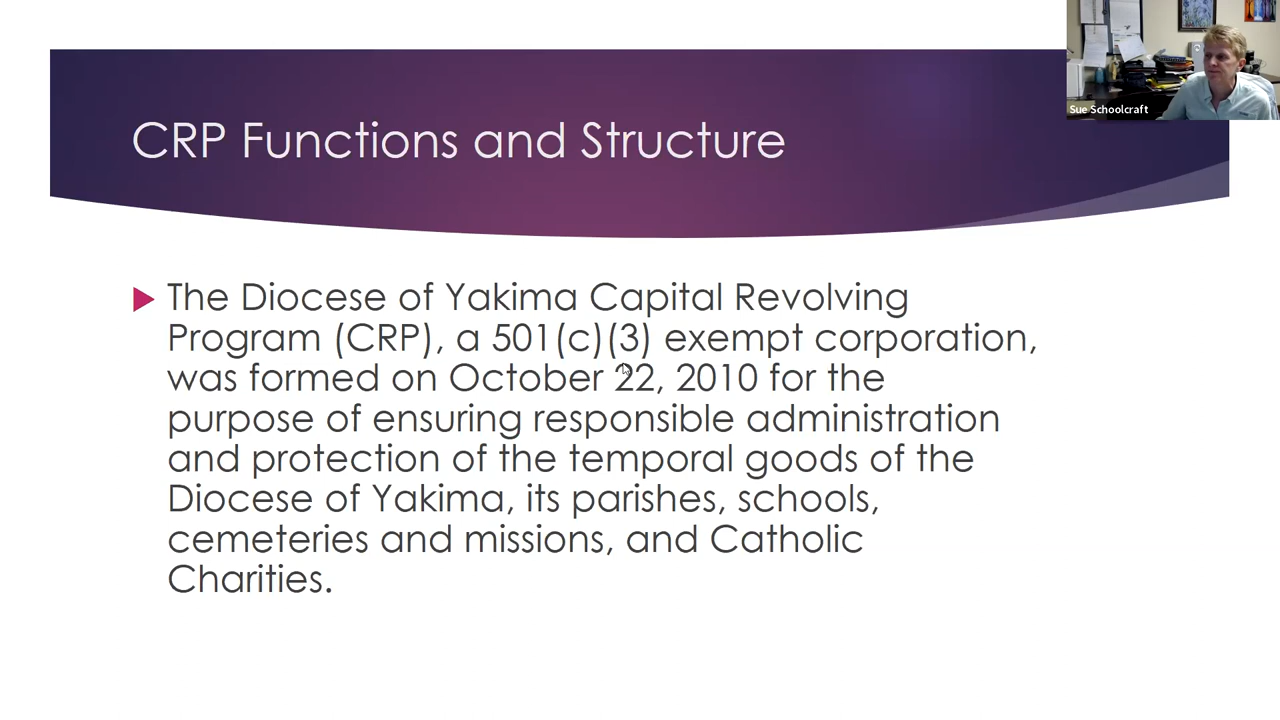 Sue Schoolcraft
CRP Functions and Structure
The Diocese of Yakima Capital Revolving
Program (CRP), a 501(c)(3) exempt corporation,
was formed on October 22, 2010 for the
purpose of ensuring responsible administration
and protection of the temporal goods of the
Diocese of Yakima, its parishes, schools,
cemeteries and missions, and Catholic
Charities.